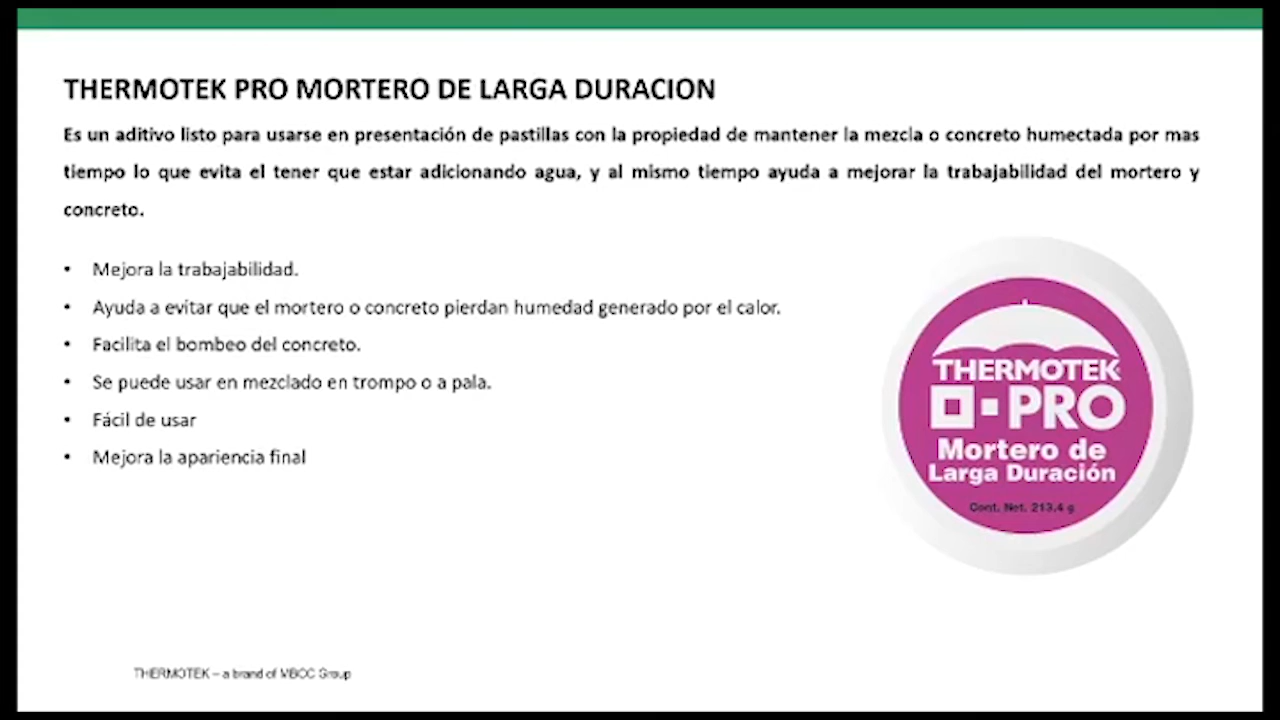 THERMOTEK PRO MORTERO DE LARGA DURACION
Es un aditivo listo para usarse en presentación de pastillas con la propiedad de mantener la mezcla o concreto humectada por mas
tiempo lo que evita el tener que estar adicionando agua, y al mismo tiempo ayuda a mejorar la trabajabilidad del mortero y
concreto.
• Mejora la trabajabilidad.
• Ayuda a evitar que el mortero o concreto pierdan humedad generado por el calor.
• Facilita el bombeo del concreto.
• Se puede usar en mezclado en trompo o a pala.
• Fácil de usar
• Mejora la apariencia final
THERMOTEK
PRO
Mortero de
Larga Duración
Cont. Net. 213.4 g
THERMOTEK – a brand of MBCC Group